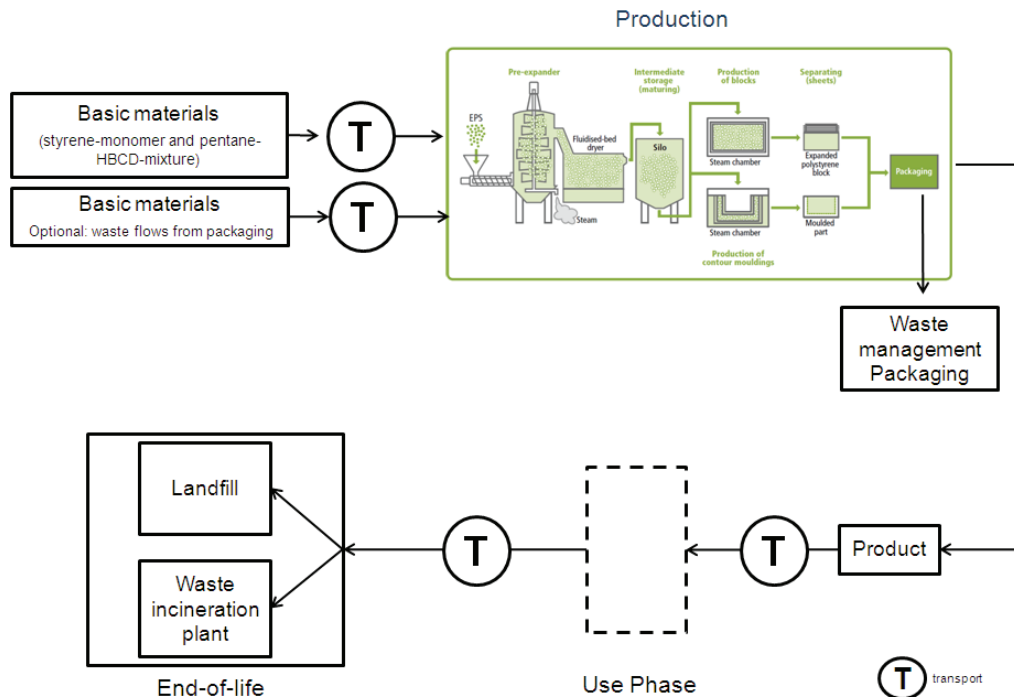 Production
Basic materials
(styrene-monomer and pentane-
HBCD-mixture)
T
Basic materials
Optional: waste flows from packaging
T
Pre-expander
EPS
Fluidised-bed
dryer
Steam
Intermediate
storage
(maturing)
Silo
Production
of blocks
Steam chamber
Separating
(sheets)
Expanded
polystyrene
block
Steam chamber
Moulded
part
Production of
contour mouldings
Packaging
Waste
management
Packaging
Landfill
Waste
incineration
plant
End-of-life
T
Use Phase
T
Product
T transport